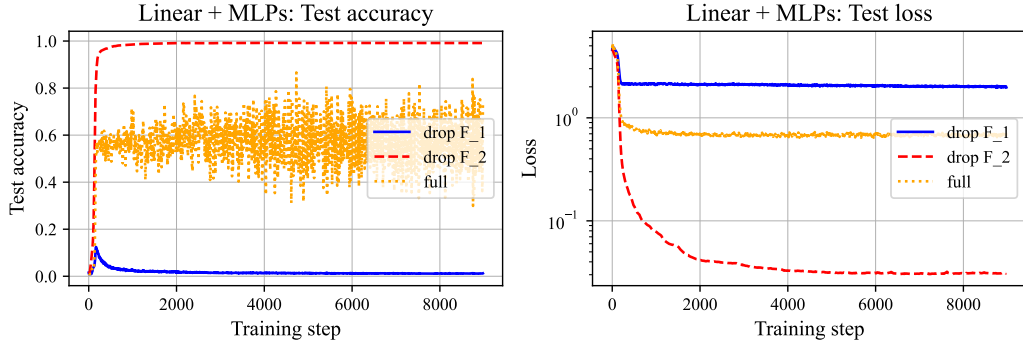 Linear + MLPs: Test accuracy
Test accuracy
1.0
0.8
0.6
0.4
0.2
0.0
0
2000
4000
6000
8000
Training step
drop F_1
drop F_2
full
Linear + MLPs: Test loss
Loss
10^0
10^-1
0
2000
4000
6000
8000
Training step
drop F_1
drop F_2
full